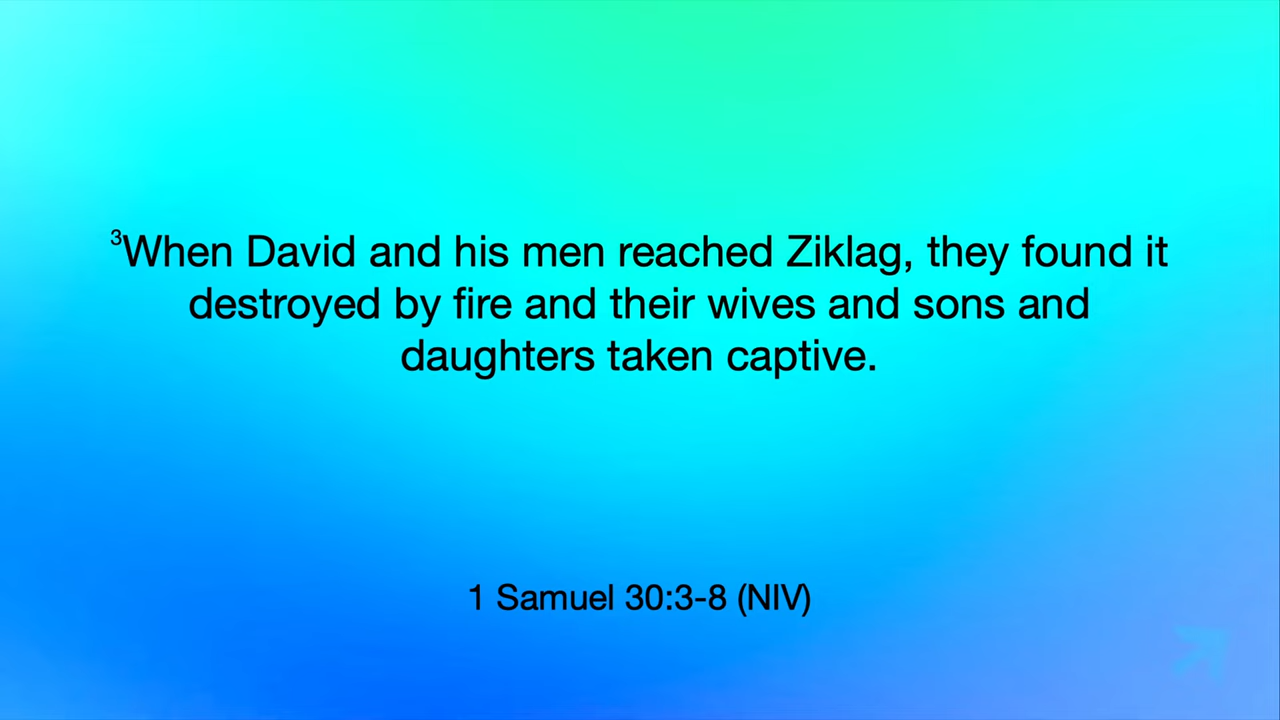 ³When David and his men reached Ziklag, they found it
destroyed by fire and their wives and sons and
daughters taken captive.
1 Samuel 30:3-8 (NIV)